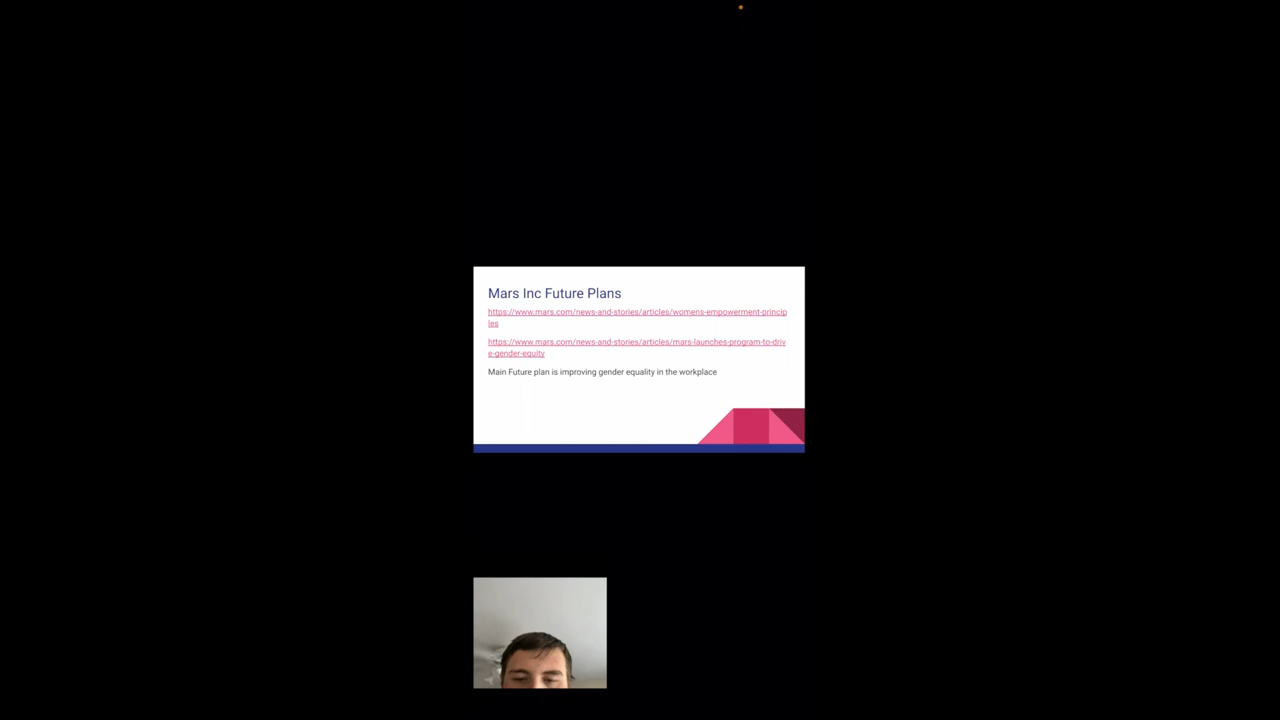 Mars Inc Future Plans
https://www.mars.com/news-and-stories/articles/womens-empowerment-princip
les
https://www.mars.com/news-and-stories/articles/mars-launches-program-to-driv
e-gender-equity
Main Future plan is improving gender equality in the workplace